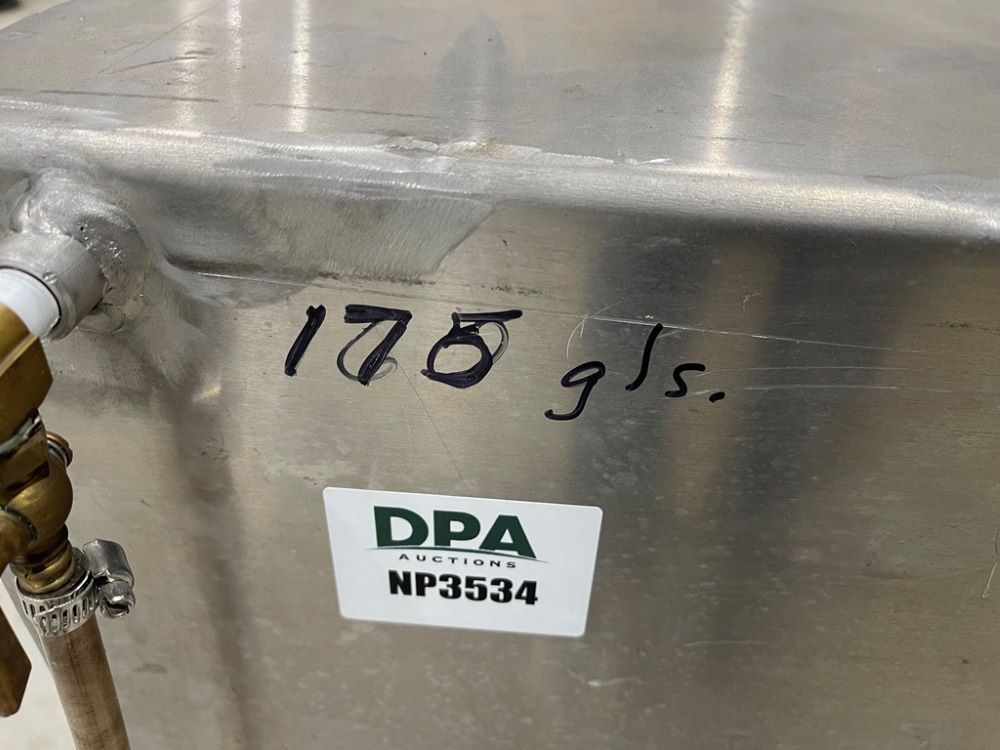 175 gls.
DPA
AUCTIONS
NP3534